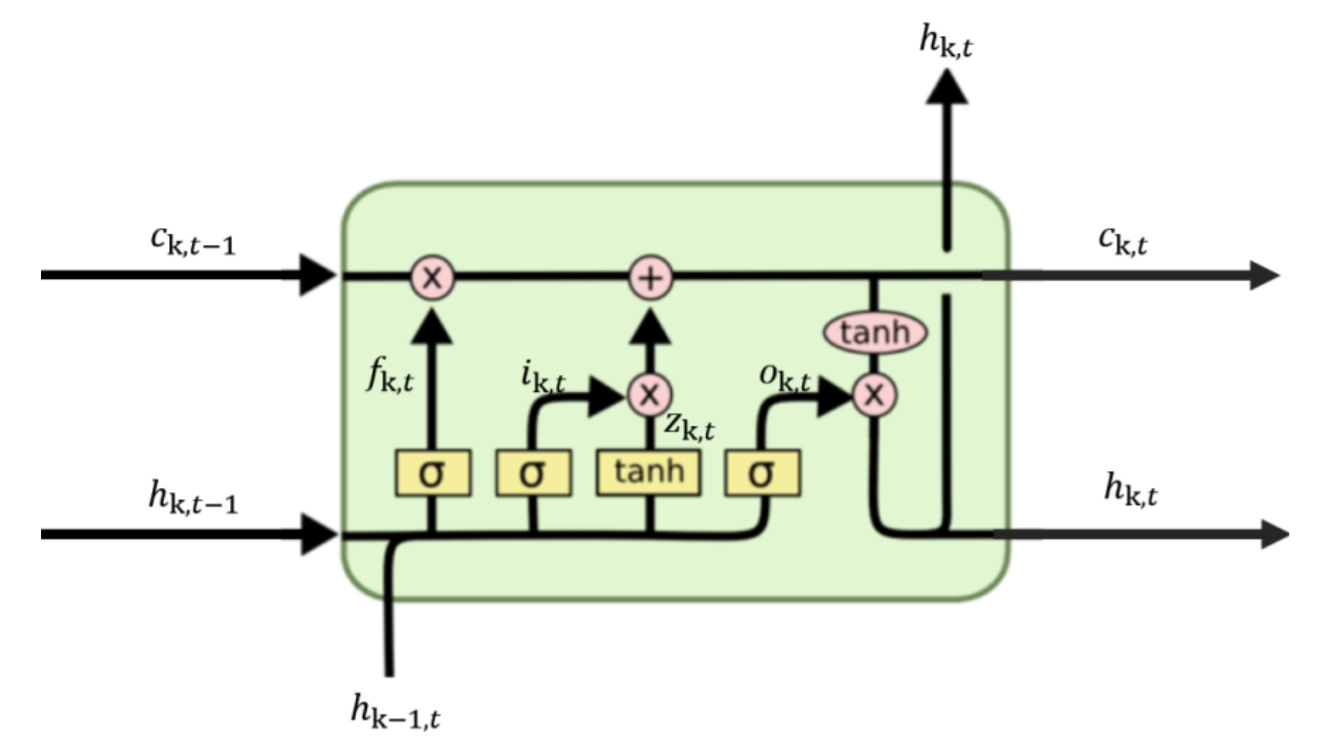 h_{k,t}
c_{k,t−1}
c_{k,t}
x
+
tanh
f_{k,t}
i_{k,t}
x
o_{k,t}
x
z_{k,t}
σ
σ
tanh
σ
h_{k,t−1}
h_{k,t}
h_{k−1,t}